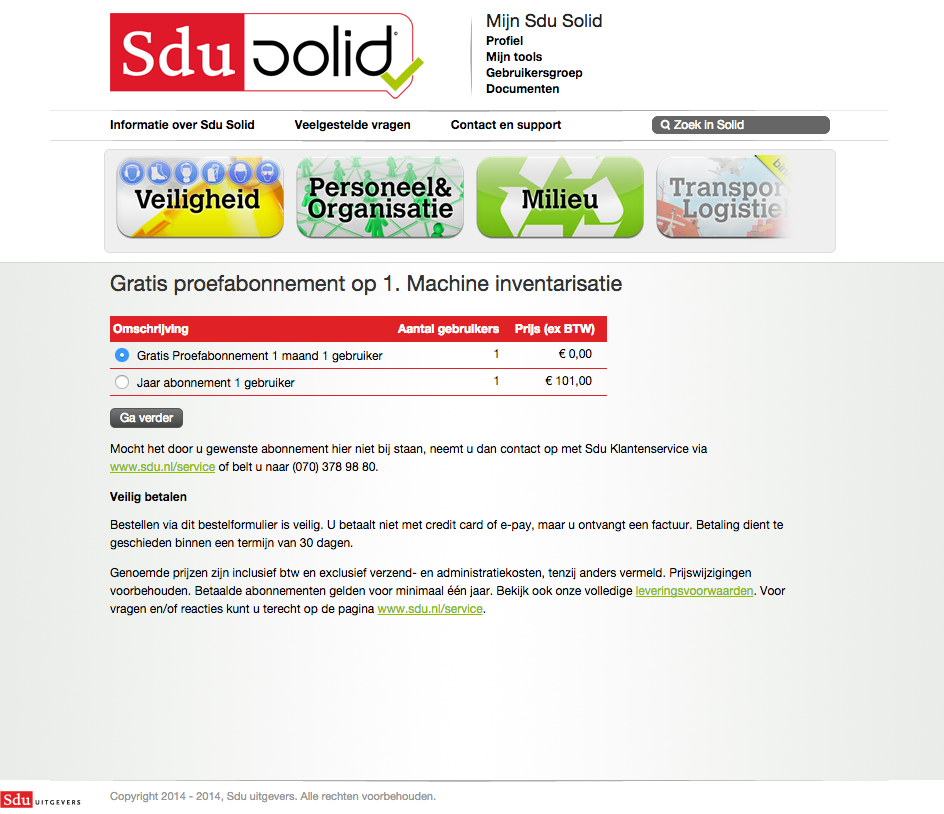 Sdu solid
Mijn Sdu Solid
Profiel
Mijn tools
Gebruikersgroep
Documenten
Informatie over Sdu Solid Veelgestelde vragen Contact en support Zoek in Solid
Veiligheid
Personeel&
Organisatie
Milieu
Transpor
Logistie
Gratis proefabonnement op 1. Machine inventarisatie
Omschrijving Aantal gebruikers Prijs (ex BTW)
Gratis Proefabonnement 1 maand 1 gebruiker 1 € 0,00
Jaar abonnement 1 gebruiker 1 € 101,00
Ga verder
Mocht het door u gewenste abonnement hier niet bij staan, neemt u dan contact op met Sdu Klantenservice via
www.sdu.nl/service of belt u naar (070) 378 98 80.
Veilig betalen
Bestellen via dit bestelformulier is veilig. U betaalt niet met credit card of e-pay, maar u ontvangt een factuur. Betaling dient te
geschieden binnen een termijn van 30 dagen.
Genoemde prijzen zijn inclusief btw en exclusief verzend- en administratiekosten, tenzij anders vermeld. Prijswijzigingen
voorbehouden. Betaalde abonnementen gelden voor minimaal één jaar. Bekijk ook onze volledige leveringsvoorwaarden. Voor
vragen en/of reacties kunt u terecht op de pagina www.sdu.nl/service.
Sdu UITGEVERS
Copyright 2014 - 2014, Sdu uitgevers. Alle rechten voorbehouden.